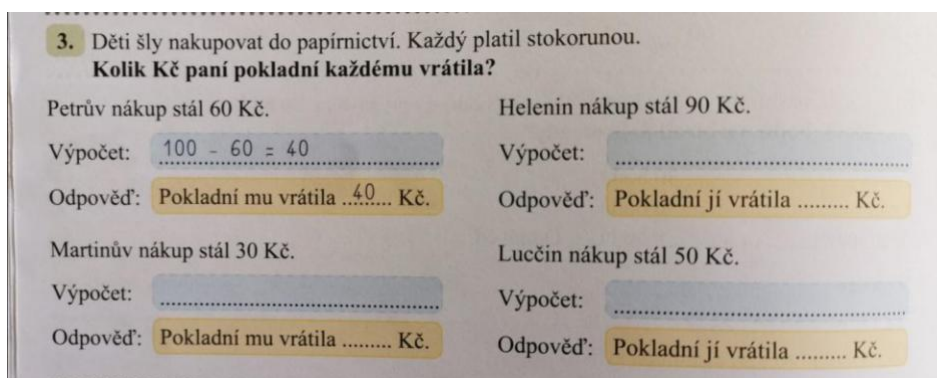 3. Děti šly nakupovat do papírnictví. Každý platil stokorunou.
Kolik Kč paní pokladní každému vrátila?
Petrův nákup stál 60 Kč.
Výpočet: 100 - 60 = 40
Odpověď: Pokladní mu vrátila ..40.... Kč.
Helenin nákup stál 90 Kč.
Výpočet: ..........................................
Odpověď: Pokladní jí vrátila ......... Kč.
Martinův nákup stál 30 Kč.
Výpočet: ..........................................
Odpověď: Pokladní mu vrátila ......... Kč.
Lucčin nákup stál 50 Kč.
Výpočet: ..........................................
Odpověď: Pokladní jí vrátila ......... Kč.